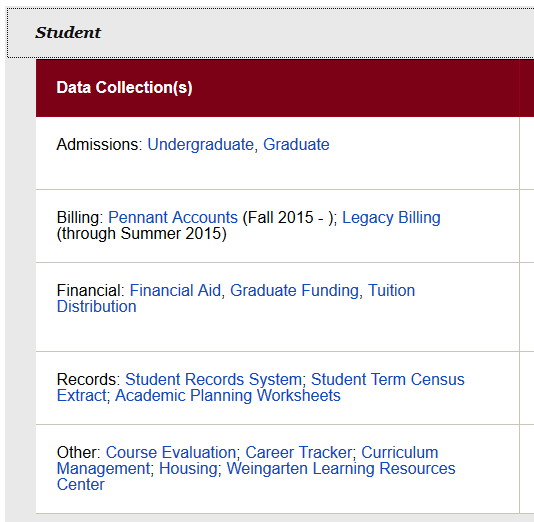 Student
Data Collection(s)
Admissions: Undergraduate, Graduate
Billing: Pennant Accounts (Fall 2015 - ); Legacy Billing
(through Summer 2015)
Financial: Financial Aid, Graduate Funding, Tuition
Distribution
Records: Student Records System; Student Term Census
Extract; Academic Planning Worksheets
Other: Course Evaluation; Career Tracker; Curriculum
Management; Housing; Weingarten Learning Resources
Center